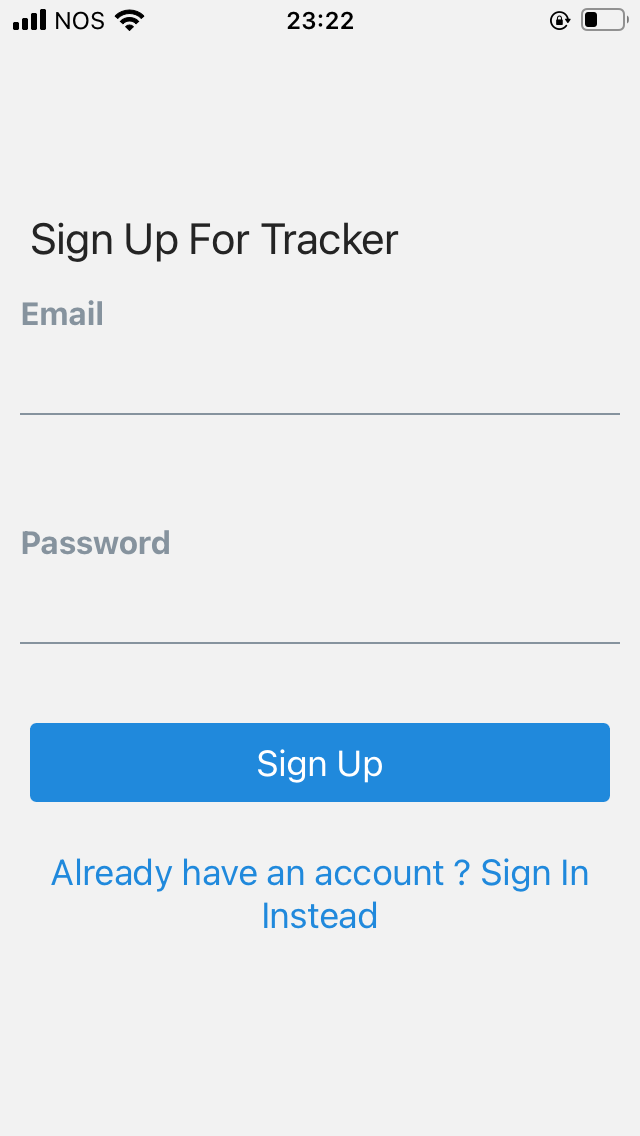 NOS 23:22
Sign Up For Tracker
Email
Password
Sign Up
Already have an account ? Sign In
Instead